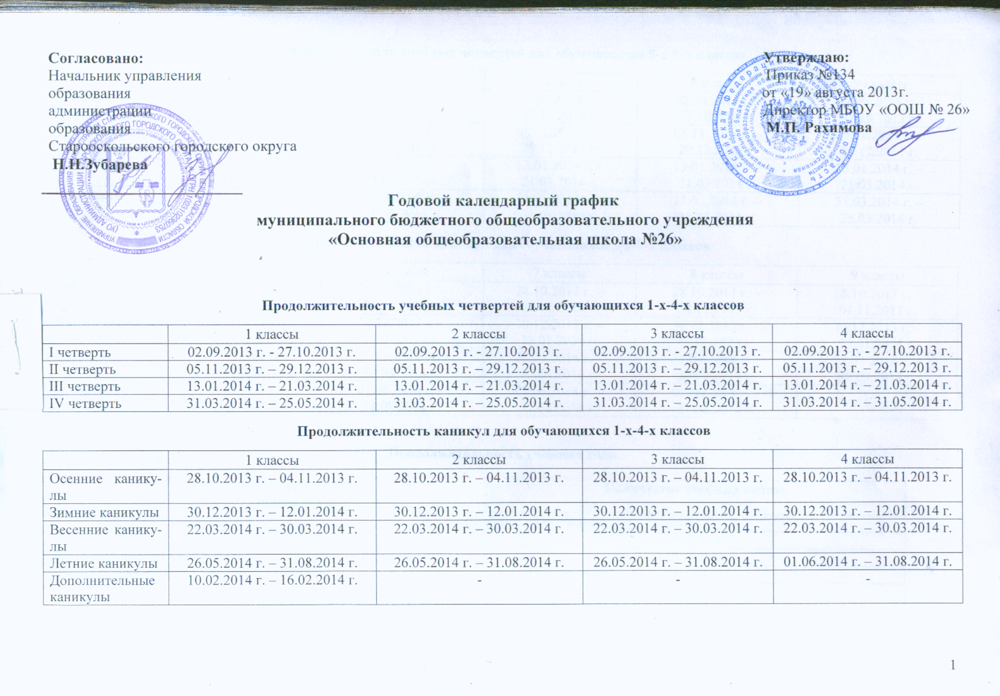 Согласовано:
Начальник управления
образования
администрации
образования
Старооскольского городского округа
Н.Н.Зубарева
Утверждаю:
Приказ №134
от «19» августа 2013г.
Директор МБОУ «ООШ № 26»
М.П. Рахимова
Годовой календарный график
муниципального бюджетного общеобразовательного учреждения
«Основная общеобразовательная школа №26»
Продолжительность учебных четвертей для обучающихся 1-х-4-х классов
1 классы 2 классы 3 классы 4 классы
I четверть 02.09.2013 г. - 27.10.2013 г. 02.09.2013 г. - 27.10.2013 г. 02.09.2013 г. - 27.10.2013 г. 02.09.2013 г. - 27.10.2013 г.
II четверть 05.11.2013 г. – 29.12.2013 г. 05.11.2013 г. – 29.12.2013 г. 05.11.2013 г. – 29.12.2013 г. 05.11.2013 г. – 29.12.2013 г.
III четверть 13.01.2014 г. – 21.03.2014 г. 13.01.2014 г. – 21.03.2014 г. 13.01.2014 г. – 21.03.2014 г. 13.01.2014 г. – 21.03.2014 г.
IV четверть 31.03.2014 г. – 25.05.2014 г. 31.03.2014 г. – 25.05.2014 г. 31.03.2014 г. – 25.05.2014 г. 31.03.2014 г. – 31.05.2014 г.
Продолжительность каникул для обучающихся 1-х-4-х классов
1 классы 2 классы 3 классы 4 классы
Осенние канику- 28.10.2013 г. – 04.11.2013 г. 28.10.2013 г. – 04.11.2013 г. 28.10.2013 г. – 04.11.2013 г. 28.10.2013 г. – 04.11.2013 г.
лы
Зимние каникулы 30.12.2013 г. – 12.01.2014 г. 30.12.2013 г. – 12.01.2014 г. 30.12.2013 г. – 12.01.2014 г. 30.12.2013 г. – 12.01.2014 г.
Весенние канику- 22.03.2014 г. – 30.03.2014 г. 22.03.2014 г. – 30.03.2014 г. 22.03.2014 г. – 30.03.2014 г. 22.03.2014 г. – 30.03.2014 г.
лы
Летние каникулы 26.05.2014 г. – 31.08.2014 г. 26.05.2014 г. – 31.08.2014 г. 26.05.2014 г. – 31.08.2014 г. 01.06.2014 г. – 31.08.2014 г.
Дополнительные 10.02.2014 г. – 16.02.2014 г. - - -
каникулы
1